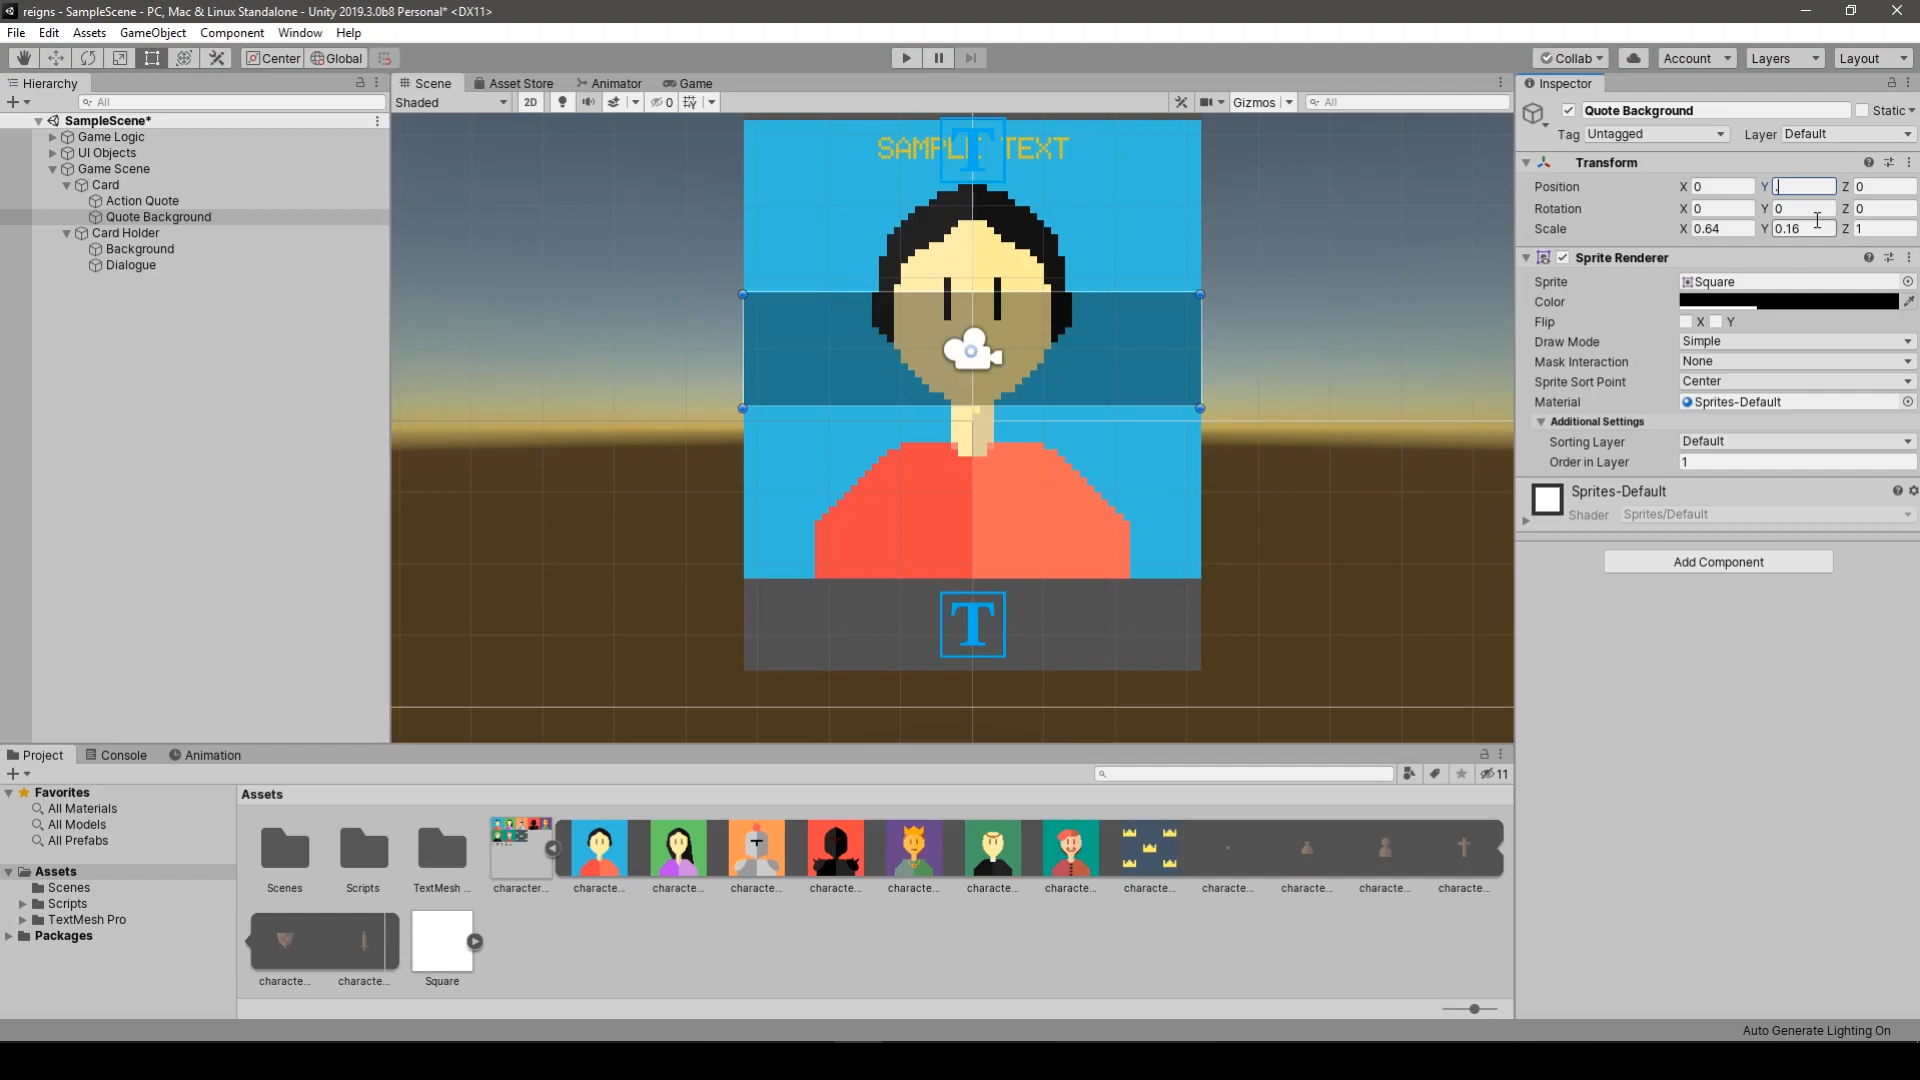 reigns - SampleScene - PC, Mac & Linux Standalone - Unity 2019.3.0b8 Personal* <DX11>
File Edit Assets GameObject Component Window Help
Center Global
Collab Account Layers Layout
Hierarchy
All
SampleScene*
Game Logic
UI Objects
Game Scene
Card
Action Quote
Quote Background
Card Holder
Background
Dialogue
Scene Asset Store Animator Game
Shaded 2D 0 Gizmos All
SAMPLE TEXT
T
T
Inspector
Quote Background Static
Tag Untagged Layer Default
Transform
Position X 0 Y . Z 0
Rotation X 0 Y 0 Z 0
Scale X 0.64 Y 0.16 Z 1
Sprite Renderer
Sprite Square
Color
Flip X Y
Draw Mode Simple
Mask Interaction None
Sprite Sort Point Center
Material Sprites-Default
Additional Settings
Sorting Layer Default
Order in Layer 1
Sprites-Default
Shader Sprites/Default
Add Component
Project Console Animation
11
Favorites
All Materials
All Models
All Prefabs
Assets
Scenes
Scripts
TextMesh Pro
Packages
Assets
Scenes Scripts TextMesh ... character... characte... characte... characte... characte... characte... characte... characte... characte... characte... characte... characte... characte...
characte... characte... Square
Auto Generate Lighting On